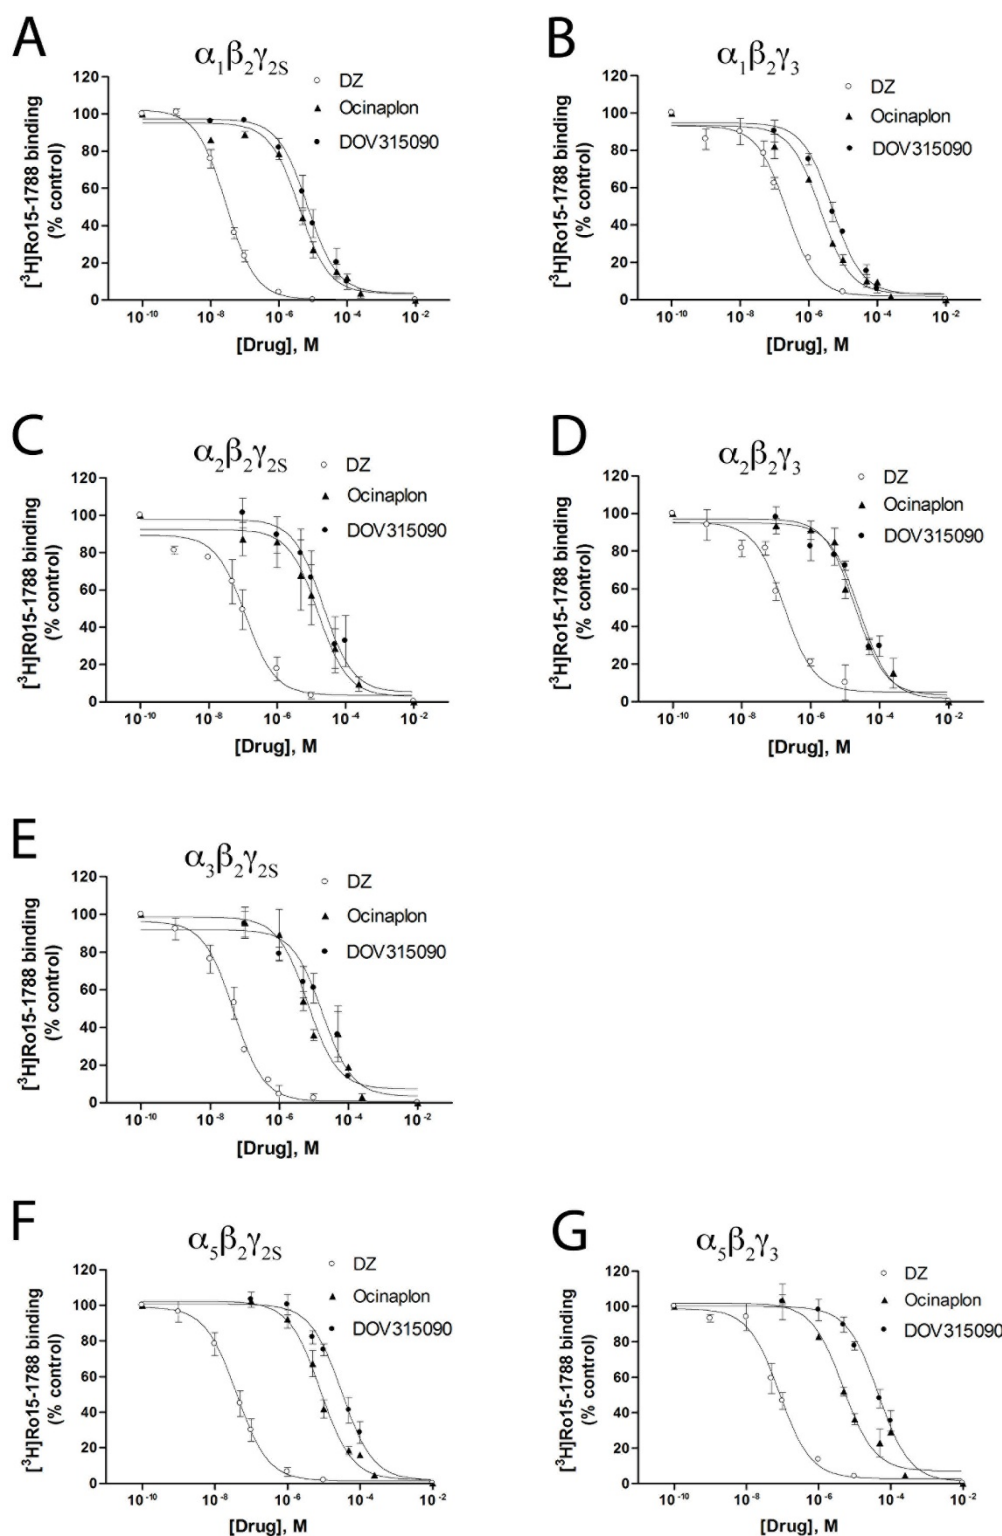 A
α₁β₂γ₂S
DZ
Ocinaplon
DOV315090
120
100
80
60
40
20
0
[³H]Ro15-1788 binding
(% control)
10⁻¹⁰ 10⁻⁸ 10⁻⁶ 10⁻⁴ 10⁻²
[Drug], M
B
α₁β₂γ₃
DZ
Ocinaplon
DOV315090
120
100
80
60
40
20
0
[³H]Ro15-1788 binding
(% control)
10⁻¹⁰ 10⁻⁸ 10⁻⁶ 10⁻⁴ 10⁻²
[Drug], M
C
α₂β₂γ₂S
DZ
Ocinaplon
DOV315090
120
100
80
60
40
20
0
[³H]R015-1788 binding
(% control)
10⁻¹⁰ 10⁻⁸ 10⁻⁶ 10⁻⁴ 10⁻²
[Drug], M
D
α₂β₂γ₃
DZ
Ocinaplon
DOV315090
120
100
80
60
40
20
0
[³H]Ro15-1788 binding
(% control)
10⁻¹⁰ 10⁻⁸ 10⁻⁶ 10⁻⁴ 10⁻²
[Drug], M
E
α₃β₂γ₂S
DZ
Ocinaplon
DOV315090
120
100
80
60
40
20
0
[³H]Ro15-1788 binding
(% control)
10⁻¹⁰ 10⁻⁸ 10⁻⁶ 10⁻⁴ 10⁻²
[Drug], M
F
α₅β₂γ₂S
DZ
Ocinaplon
DOV315090
120
100
80
60
40
20
0
[³H]Ro15-1788 binding
(% control)
10⁻¹⁰ 10⁻⁸ 10⁻⁶ 10⁻⁴ 10⁻²
[Drug], M
G
α₅β₂γ₃
DZ
Ocinaplon
DOV315090
120
100
80
60
40
20
0
[³H]Ro15-1788 binding
(% control)
10⁻¹⁰ 10⁻⁸ 10⁻⁶ 10⁻⁴ 10⁻²
[Drug], M